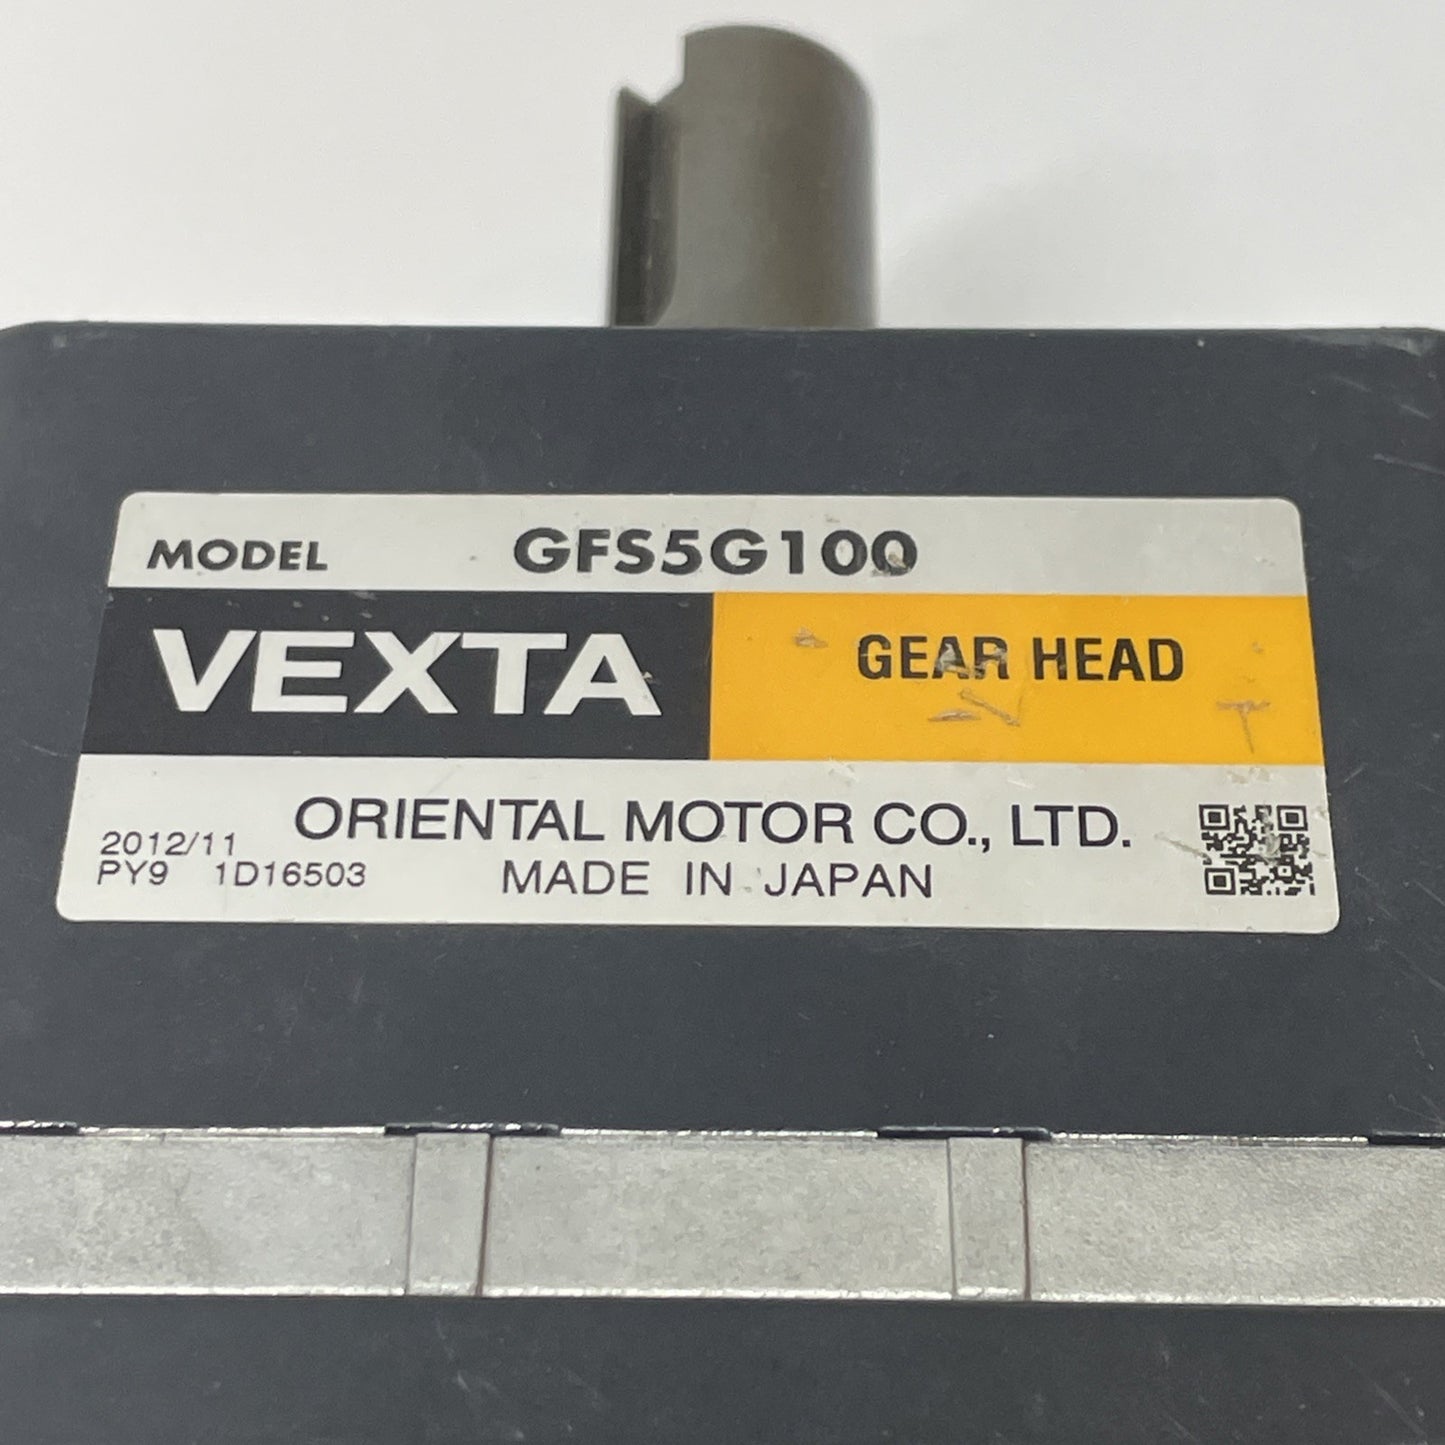 MODEL GFS5G100
VEXTA GEAR HEAD
ORIENTAL MOTOR CO., LTD.
2012/11
PY9 1D16503 MADE IN JAPAN